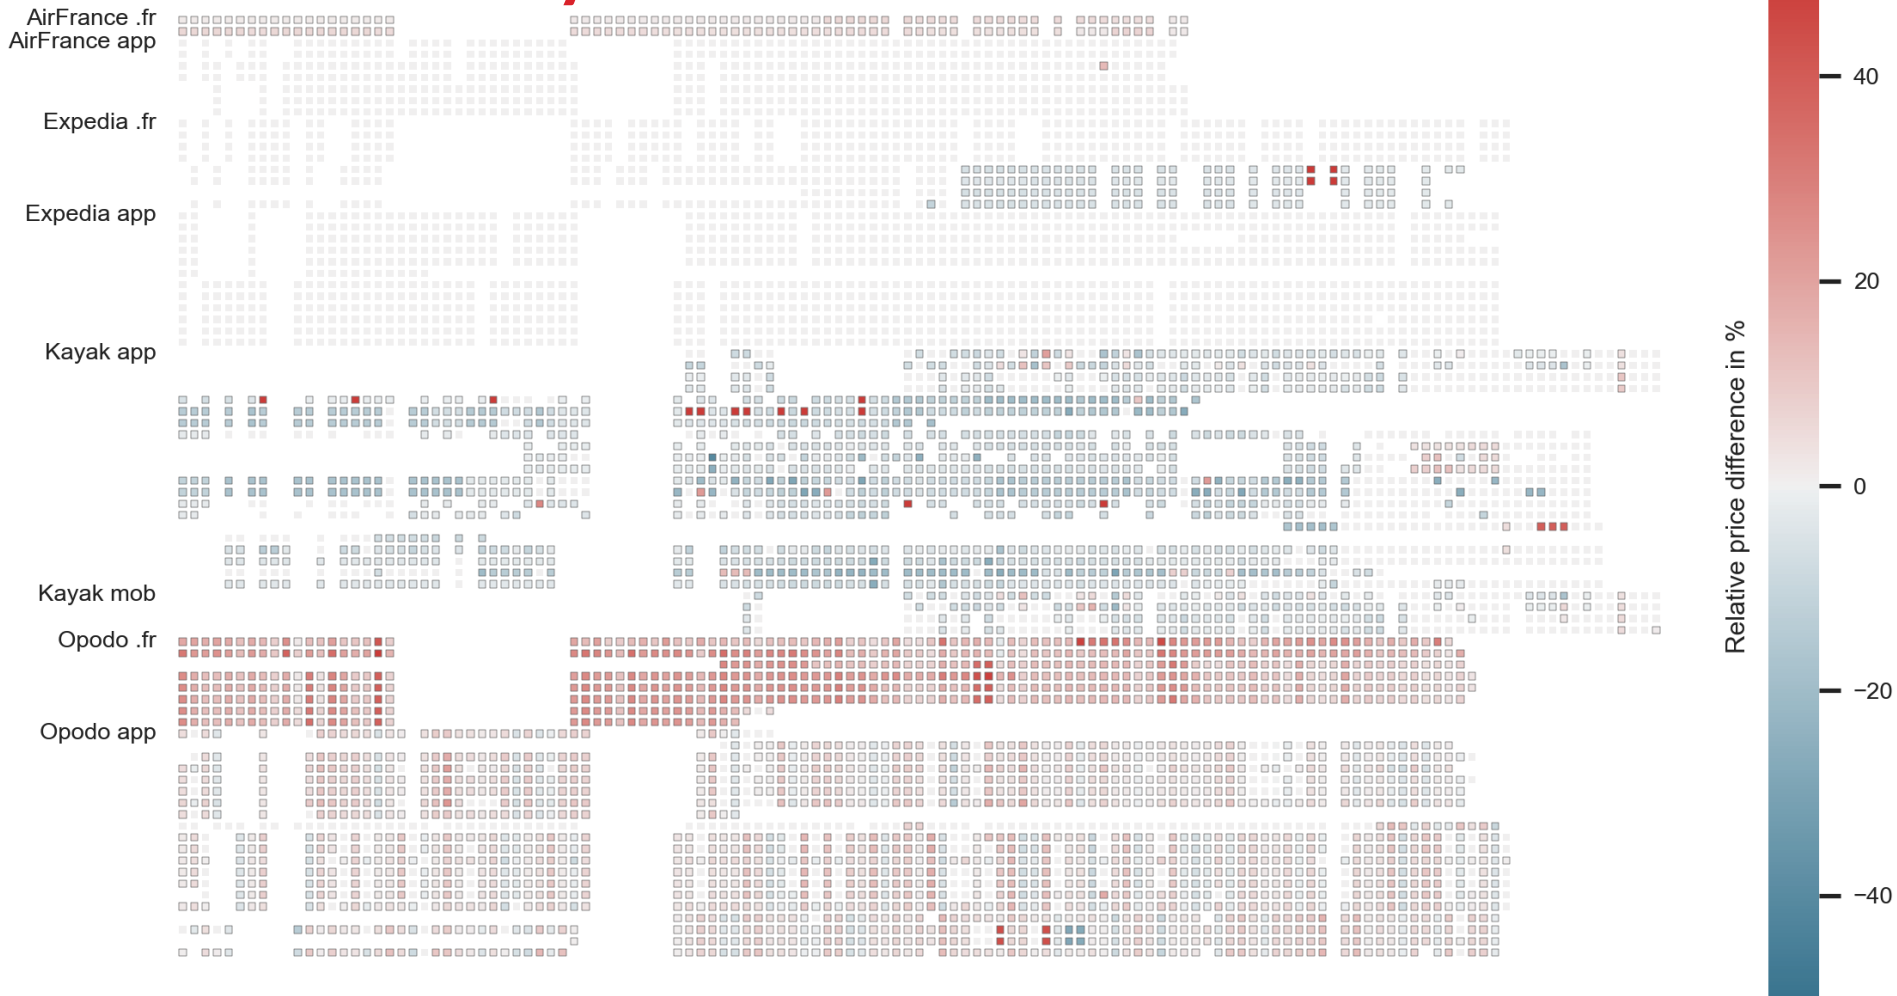 AirFrance .fr
AirFrance app
Expedia .fr
Expedia app
Kayak app
Kayak mob
Opodo .fr
Opodo app
40
20
0
−20
−40
Relative price difference in %